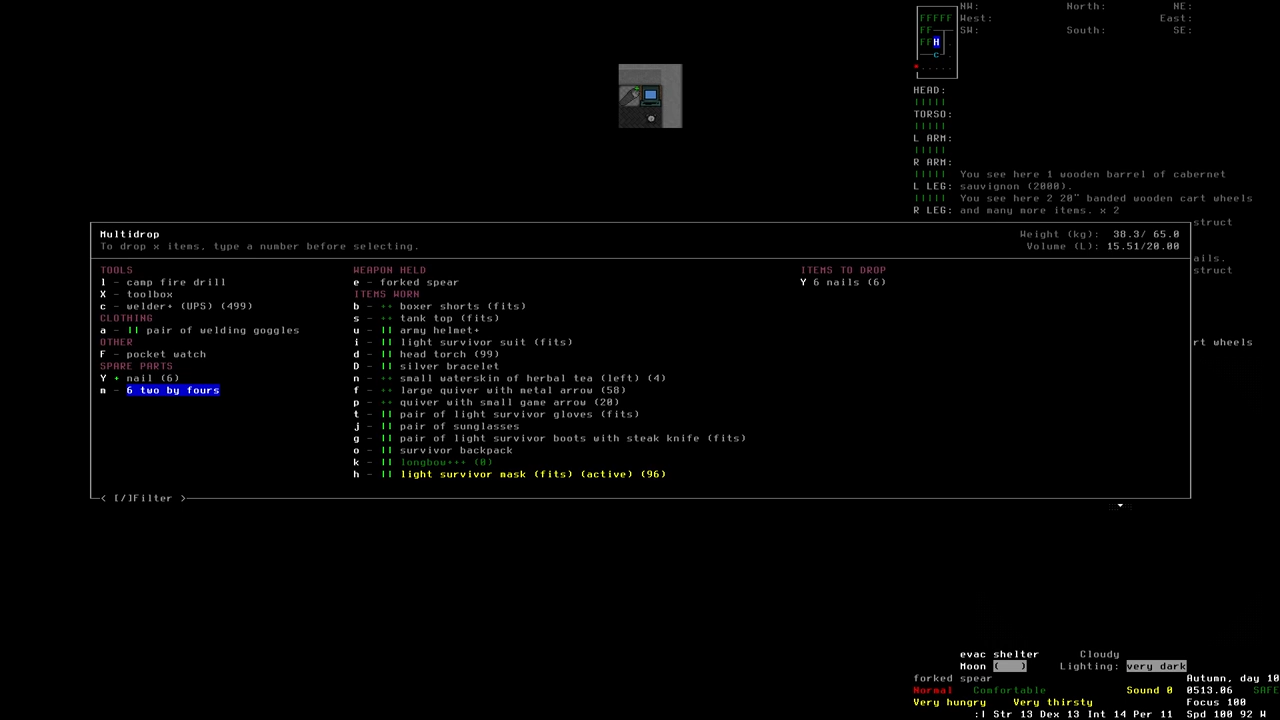 NW: North: NE:
FFFFF West: East:
FF SW: South: SE:
FFH
c
HEAD:
|||||
TORSO:
|||||
L ARM:
|||||
R ARM:
||||| You see here 1 wooden barrel of cabernet
L LEG: sauvignon (2000).
||||| You see here 2 20" banded wooden cart wheels
R LEG: and many more items. x 2
Multidrop Weight (kg): 38.3/ 65.0 struct
To drop x items, type a number before selecting. Volume (L): 15.51/20.00
ails.
TOOLS WEAPON HELD ITEMS TO DROP struct
l - camp fire drill e - forked spear Y 6 nails (6)
X - toolbox ITEMS WORN
c - welder+ (UPS) (499) b - ++ boxer shorts (fits)
CLOTHING s - ++ tank top (fits)
a - || pair of welding goggles u - || army helmet+
OTHER i - || light survivor suit (fits) rt wheels
F - pocket watch d - || head torch (99)
SPARE PARTS D - || silver bracelet
Y + nail (6) n - ++ small waterskin of herbal tea (left) (4)
m - 6 two by fours f - ++ large quiver with metal arrow (58)
p - ++ quiver with small game arrow (20)
t - || pair of light survivor gloves (fits)
j - || pair of sunglasses
g - || pair of light survivor boots with steak knife (fits)
o - || survivor backpack
k - || longbow+++ (0)
h - || light survivor mask (fits) (active) (96)
< [/]Filter >
evac shelter Cloudy
Moon ( ) Lighting: very dark
forked spear Autumn, day 10
Normal Comfortable Sound 0 0513.06 SAFE
Very hungry Very thirsty Focus 100
:| Str 13 Dex 13 Int 14 Per 11 Spd 100 92 W